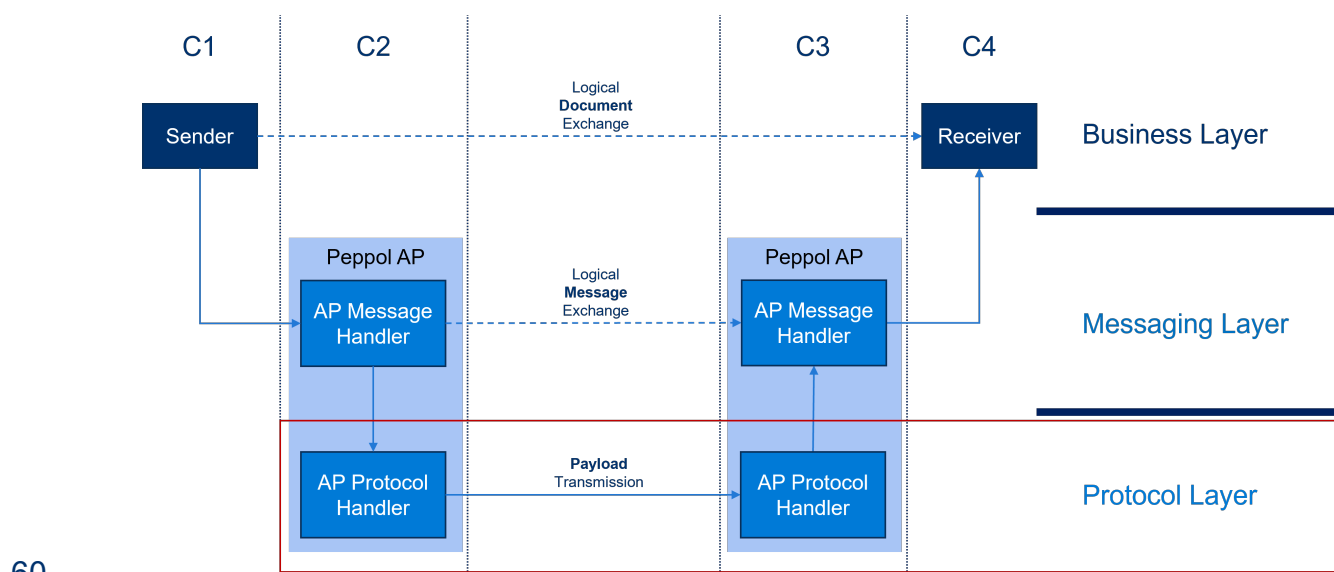 C1
C2
C3
C4
Logical
Document
Exchange
Sender
Receiver
Business Layer
Peppol AP
Peppol AP
Logical
Message
Exchange
AP Message
Handler
AP Message
Handler
Messaging Layer
Payload
Transmission
AP Protocol
Handler
AP Protocol
Handler
Protocol Layer
60